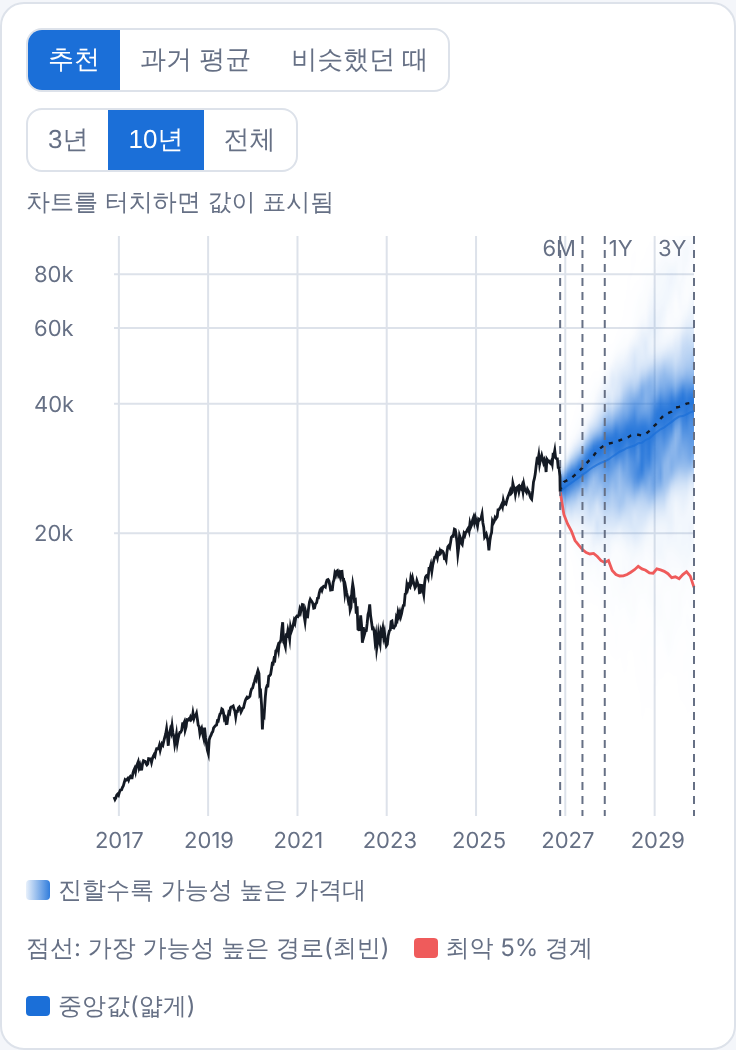 추천 과거 평균 비슷했던 때
3년 10년 전체
차트를 터치하면 값이 표시됨
6M 1Y 3Y
80k
60k
40k
20k
2017 2019 2021 2023 2025 2027 2029
진할수록 가능성 높은 가격대
점선: 가장 가능성 높은 경로(최빈) 최악 5% 경계
중앙값(얇게)